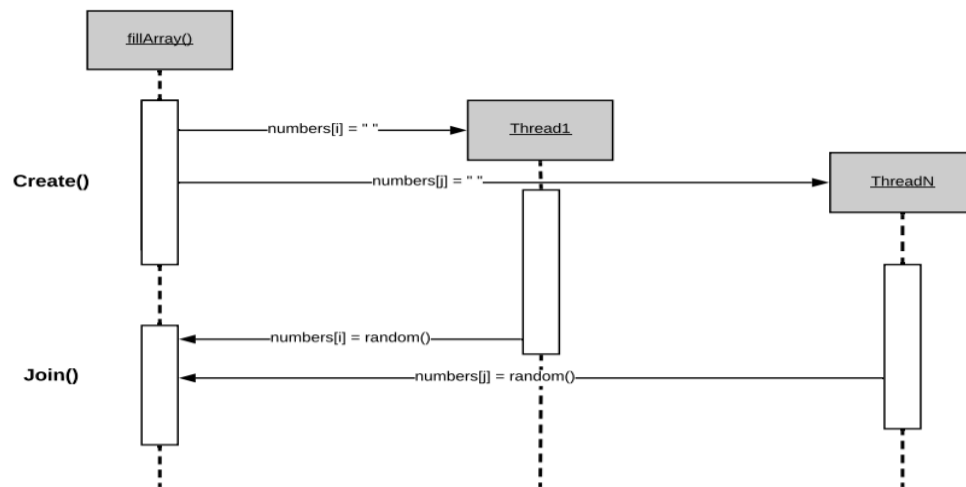 fillArray()
numbers[i] = " "
Thread1
Create()
numbers[j] = " "
ThreadN
numbers[i] = random()
Join()
numbers[j] = random()